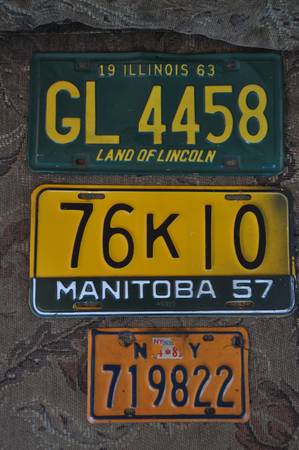 19 ILLINOIS 63
GL 4458
LAND OF LINCOLN
76K10
MANITOBA 57
N Y
719822